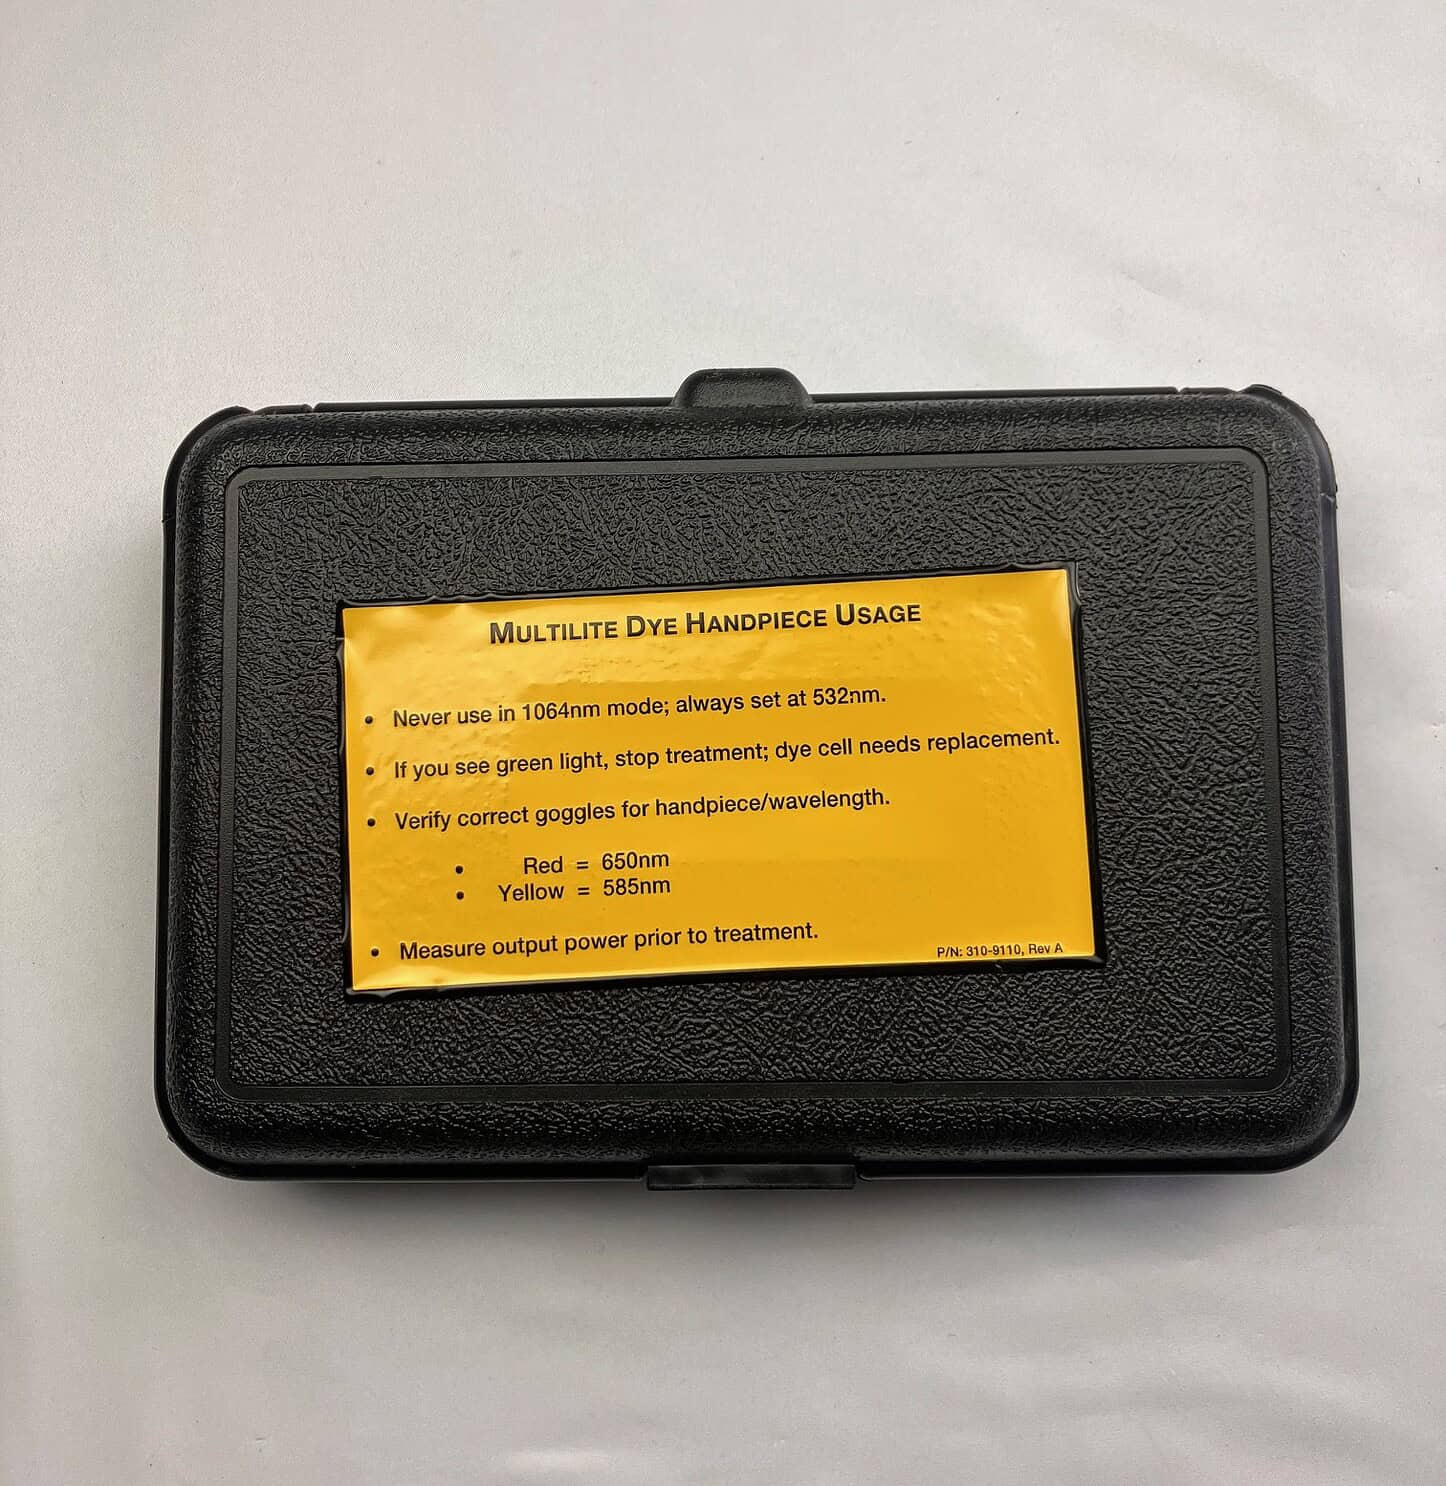 MULTILITE DYE HANDPIECE USAGE
• Never use in 1064nm mode; always set at 532nm.
• If you see green light, stop treatment; dye cell needs replacement.
• Verify correct goggles for handpiece/wavelength.
• Red = 650nm
• Yellow = 585nm
• Measure output power prior to treatment.
P/N: 310-9110, Rev A